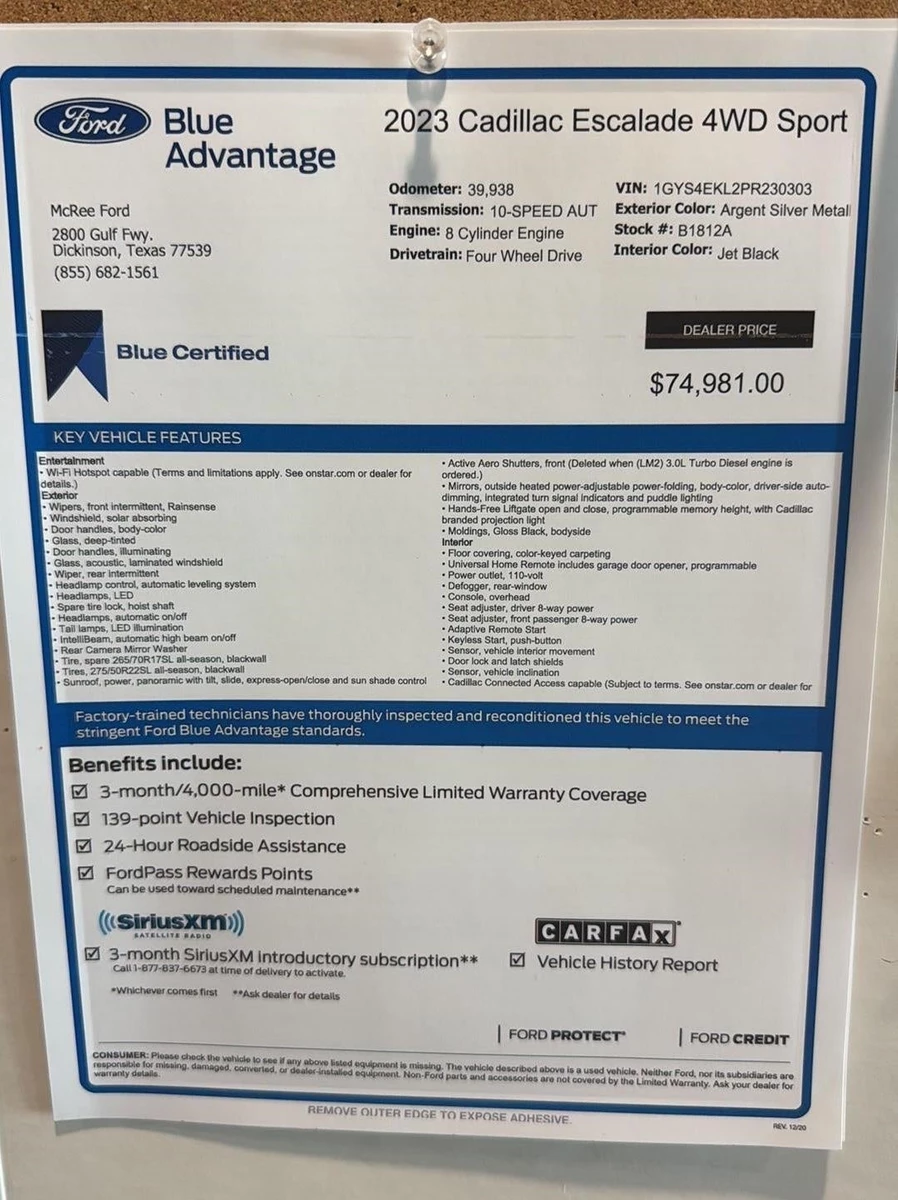 Ford Blue Advantage
2023 Cadillac Escalade 4WD Sport
McRee Ford
2800 Gulf Fwy.
Dickinson, Texas 77539
(855) 682-1561
Odometer: 39,938
Transmission: 10-SPEED AUT
Engine: 8 Cylinder Engine
Drivetrain: Four Wheel Drive
VIN: 1GYS4EKL2PR230303
Exterior Color: Argent Silver Metall
Stock #: B1812A
Interior Color: Jet Black
Blue Certified
DEALER PRICE
$74,981.00
KEY VEHICLE FEATURES
Entertainment
• Wi-Fi Hotspot capable (Terms and limitations apply. See onstar.com or dealer for
details.)
Exterior
• Wipers, front intermittent, Rainsense
• Windshield, solar absorbing
• Door handles, body-color
• Glass, deep-tinted
• Door handles, illuminating
• Glass, acoustic, laminated windshield
• Wiper, rear intermittent
• Headlamp control, automatic leveling system
• Headlamps, LED
• Spare tire lock, hoist shaft
• Headlamps, automatic on/off
• Tail lamps, LED illumination
• IntelliBeam, automatic high beam on/off
• Rear Camera Mirror Washer
• Tire, spare 265/70R17SL all-season, blackwall
• Tires, 275/50R22SL all-season, blackwall
• Sunroof, power, panoramic with tilt, slide, express-open/close and sun shade control
• Active Aero Shutters, front (Deleted when (LM2) 3.0L Turbo Diesel engine is
ordered.)
• Mirrors, outside heated power-adjustable power-folding, body-color, driver-side auto-
dimming, integrated turn signal indicators and puddle lighting
• Hands-Free Liftgate open and close, programmable memory height, with Cadillac
branded projection light
• Moldings, Gloss Black, bodyside
Interior
• Floor covering, color-keyed carpeting
• Universal Home Remote includes garage door opener, programmable
• Power outlet, 110-volt
• Defogger, rear-window
• Console, overhead
• Seat adjuster, driver 8-way power
• Seat adjuster, front passenger 8-way power
• Adaptive Remote Start
• Keyless Start, push-button
• Sensor, vehicle interior movement
• Door lock and latch shields
• Sensor, vehicle inclination
• Cadillac Connected Access capable (Subject to terms. See onstar.com or dealer for
Factory-trained technicians have thoroughly inspected and reconditioned this vehicle to meet the
stringent Ford Blue Advantage standards.
Benefits include:
☑ 3-month/4,000-mile* Comprehensive Limited Warranty Coverage
☑ 139-point Vehicle Inspection
☑ 24-Hour Roadside Assistance
☑ FordPass Rewards Points
Can be used toward scheduled maintenance**
((SiriusXM))
SATELLITE RADIO
☑ 3-month SiriusXM introductory subscription**
Call 1-877-837-6673 at time of delivery to activate.
*Whichever comes first **Ask dealer for details
CARFAX
☑ Vehicle History Report
FORD PROTECT | FORD CREDIT
CONSUMER: Please check the vehicle to see if any above listed equipment is missing. The vehicle described above is a used vehicle. Neither Ford, nor its subsidiaries are
responsible for missing, damaged, converted, or dealer-installed equipment. Non-Ford parts and accessories are not covered by the Limited Warranty. Ask your dealer for
warranty details.
REMOVE OUTER EDGE TO EXPOSE ADHESIVE.
REV. 12/20